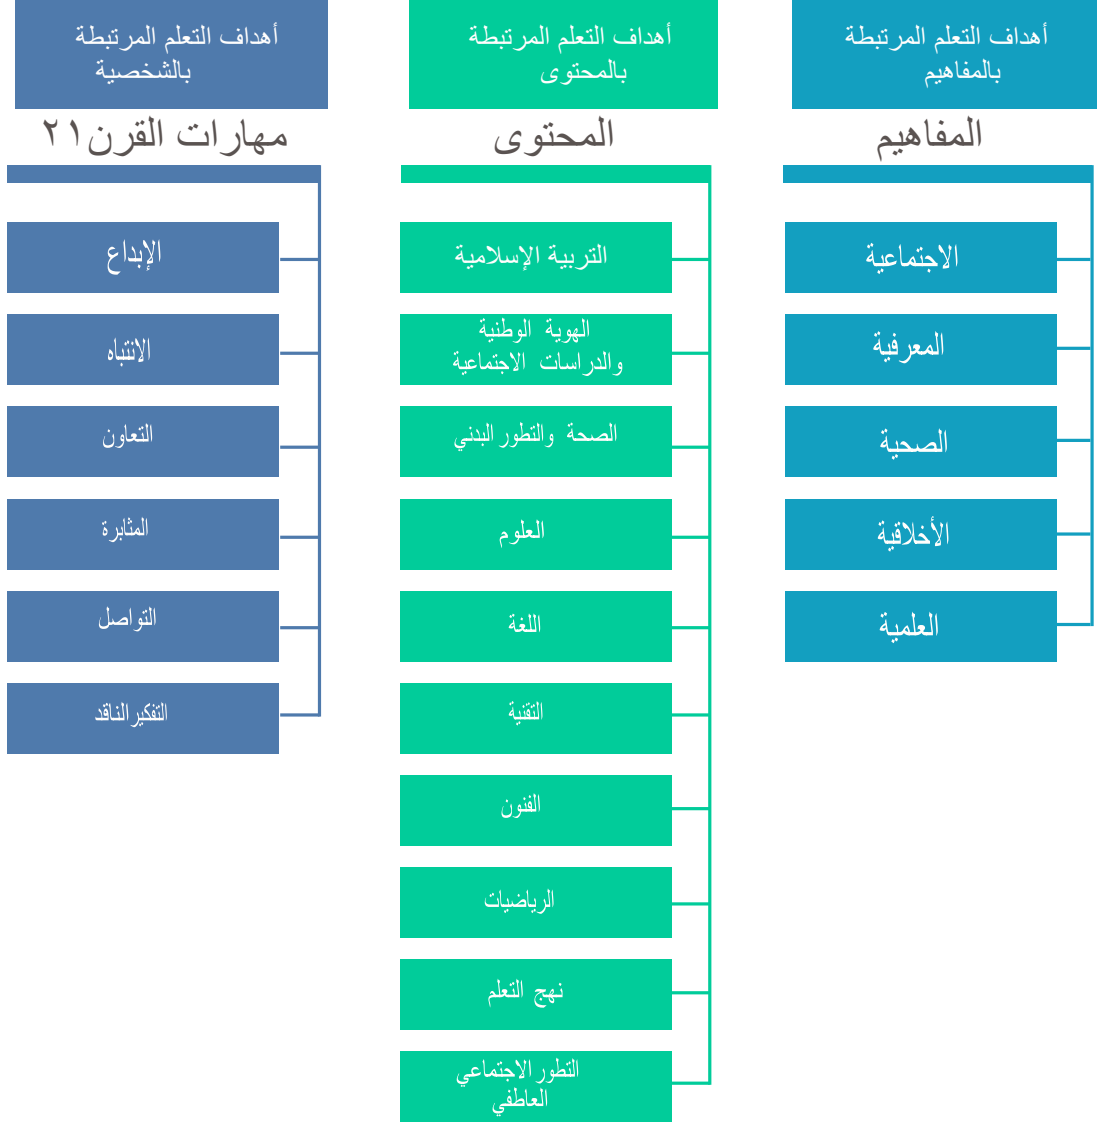 أهداف التعلم المرتبطة
بالمفاهيم
المفاهيم
الاجتماعية
المعرفية
الصحية
الأخلاقية
العلمية
أهداف التعلم المرتبطة
بالمحتوى
المحتوى
التربية الإسلامية
الهوية الوطنية
والدراسات الاجتماعية
الصحة والتطور البدني
العلوم
اللغة
التقنية
الفنون
الرياضيات
نهج التعلم
التطور الاجتماعي
العاطفي
أهداف التعلم المرتبطة
بالشخصية
مهارات القرن٢١
الإبداع
الانتباه
التعاون
المثابرة
التواصل
التفكير الناقد